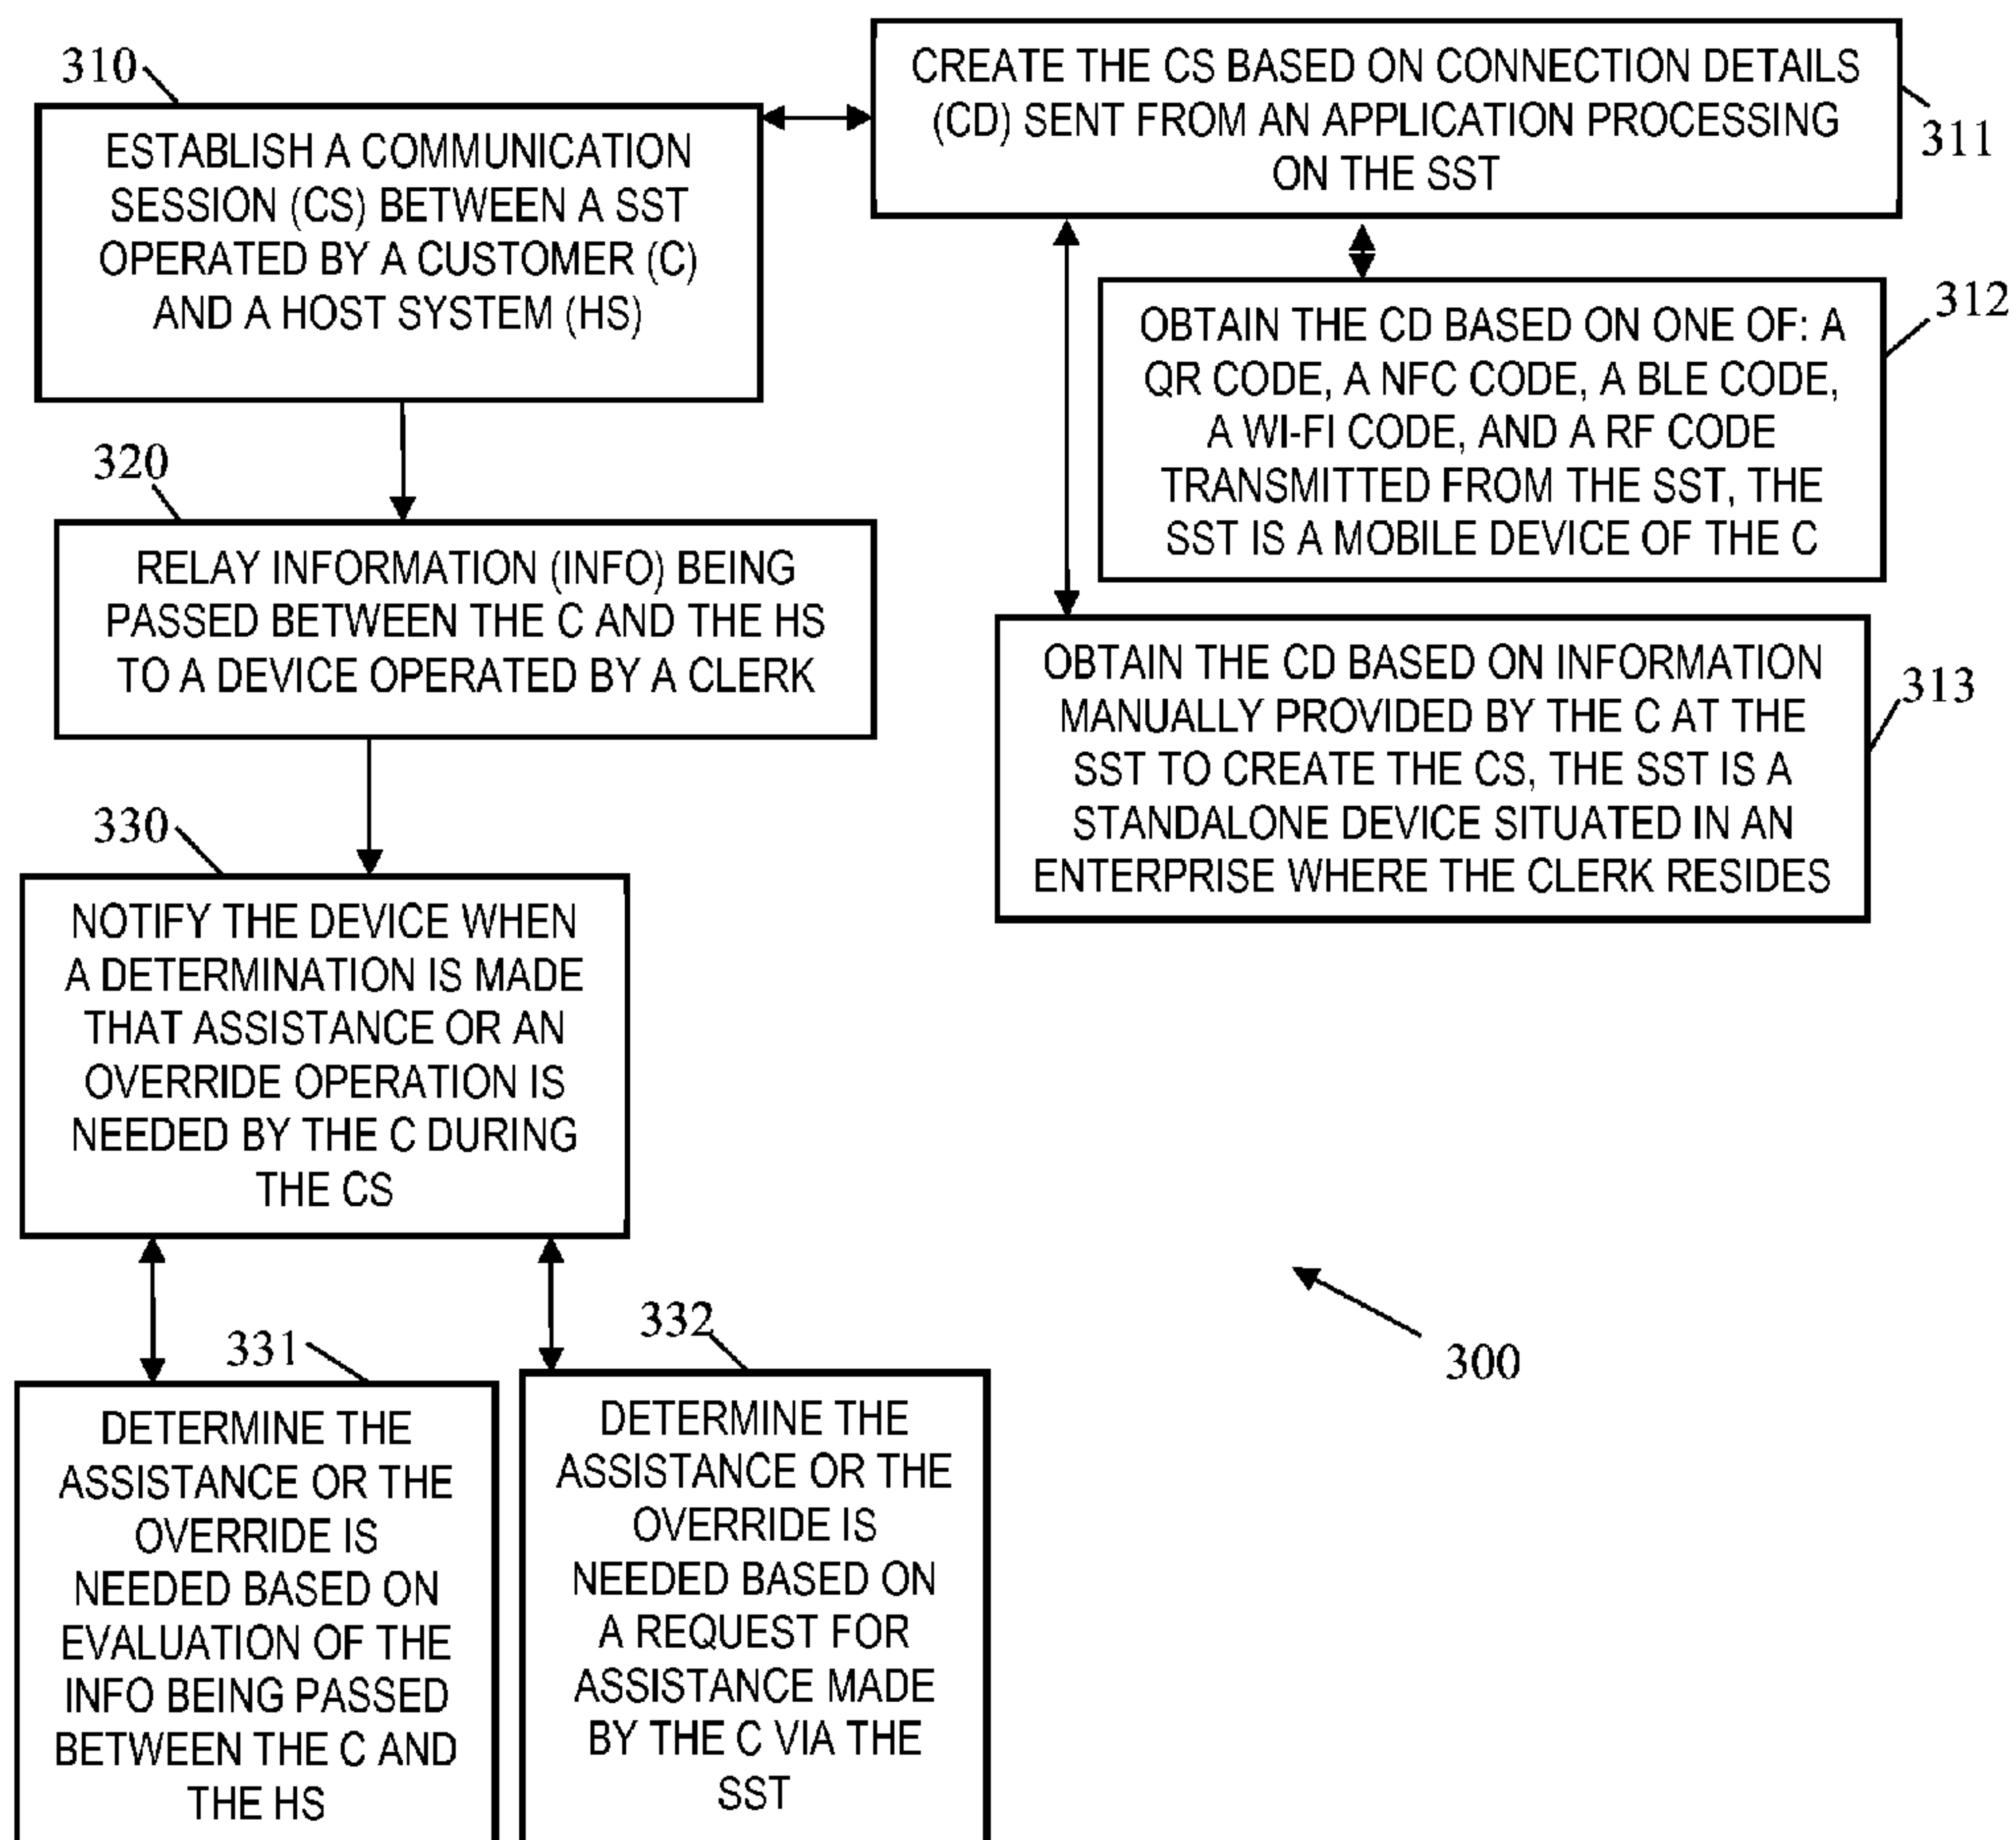 310
ESTABLISH A COMMUNICATION
SESSION (CS) BETWEEN A SST
OPERATED BY A CUSTOMER (C)
AND A HOST SYSTEM (HS)
CREATE THE CS BASED ON CONNECTION DETAILS
(CD) SENT FROM AN APPLICATION PROCESSING
ON THE SST
311
OBTAIN THE CD BASED ON ONE OF: A
QR CODE, A NFC CODE, A BLE CODE,
A WI-FI CODE, AND A RF CODE
TRANSMITTED FROM THE SST, THE
SST IS A MOBILE DEVICE OF THE C
312
320
RELAY INFORMATION (INFO) BEING
PASSED BETWEEN THE C AND THE HS
TO A DEVICE OPERATED BY A CLERK
OBTAIN THE CD BASED ON INFORMATION
MANUALLY PROVIDED BY THE C AT THE
SST TO CREATE THE CS, THE SST IS A
STANDALONE DEVICE SITUATED IN AN
ENTERPRISE WHERE THE CLERK RESIDES
313
330
NOTIFY THE DEVICE WHEN
A DETERMINATION IS MADE
THAT ASSISTANCE OR AN
OVERRIDE OPERATION IS
NEEDED BY THE C DURING
THE CS
331
DETERMINE THE
ASSISTANCE OR THE
OVERRIDE IS
NEEDED BASED ON
EVALUATION OF THE
INFO BEING PASSED
BETWEEN THE C AND
THE HS
332
DETERMINE THE
ASSISTANCE OR THE
OVERRIDE IS
NEEDED BASED ON
A REQUEST FOR
ASSISTANCE MADE
BY THE C VIA THE
SST
300